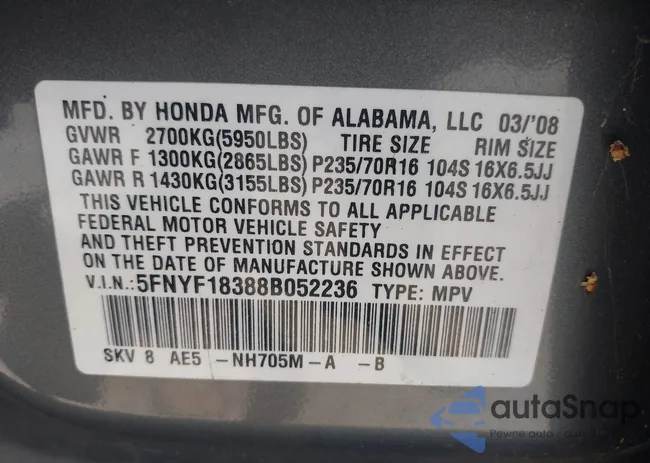 MFD. BY HONDA MFG. OF ALABAMA, LLC 03/'08
GVWR 2700KG(5950LBS) TIRE SIZE RIM SIZE
GAWR F 1300KG(2865LBS) P235/70R16 104S 16X6.5JJ
GAWR R 1430KG(3155LBS) P235/70R16 104S 16X6.5JJ
THIS VEHICLE CONFORMS TO ALL APPLICABLE
FEDERAL MOTOR VEHICLE SAFETY
AND THEFT PREVENTION STANDARDS IN EFFECT
ON THE DATE OF MANUFACTURE SHOWN ABOVE.
V.I.N.:5FNYF18388B052236 TYPE: MPV
SKV 8 AE5 -NH705M-A -B
autoSnap
Pewne auto z autoSnap